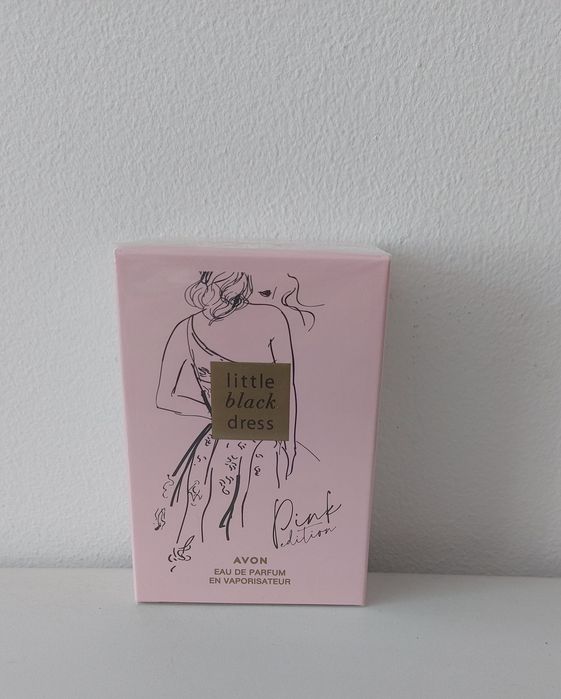 little
black
dress
Pink
edition
AVON
EAU DE PARFUM
EN VAPORISATEUR